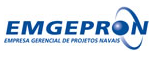 EMGEPRON
EMPRESA GERENCIAL DE PROJETOS NAVAIS